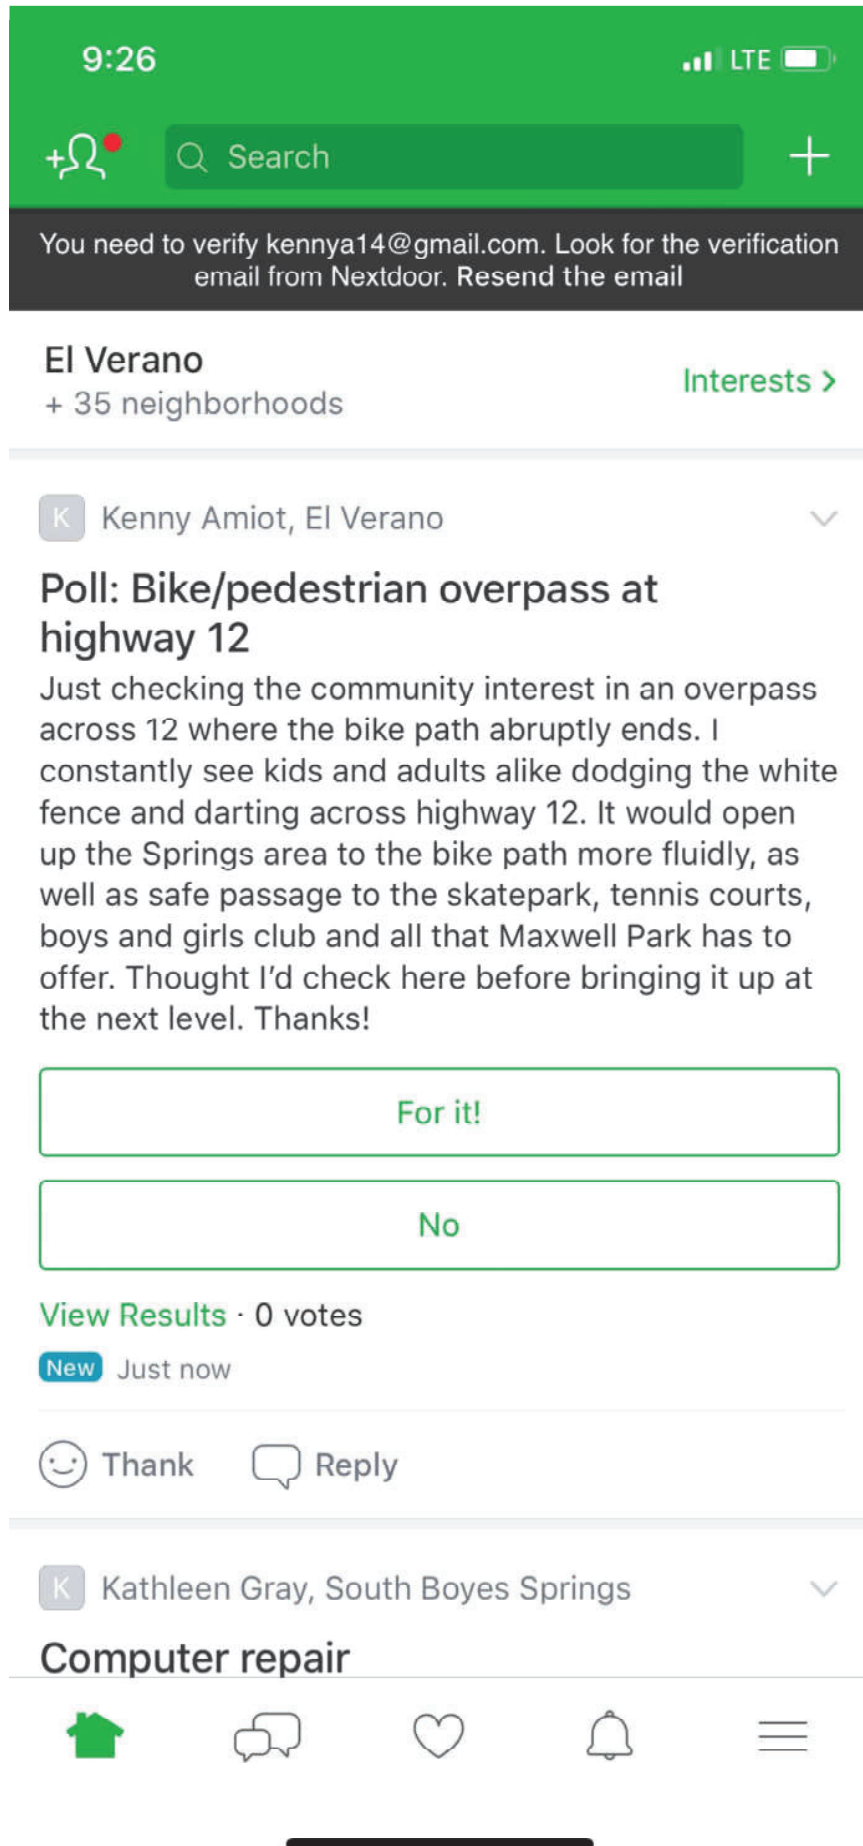 9:26
LTE
Search
You need to verify kennya14@gmail.com. Look for the verification
email from Nextdoor. Resend the email
El Verano
Interests >
+ 35 neighborhoods
K Kenny Amiot, El Verano
Poll: Bike/pedestrian overpass at
highway 12
Just checking the community interest in an overpass
across 12 where the bike path abruptly ends. I
constantly see kids and adults alike dodging the white
fence and darting across highway 12. It would open
up the Springs area to the bike path more fluidly, as
well as safe passage to the skatepark, tennis courts,
boys and girls club and all that Maxwell Park has to
offer. Thought I'd check here before bringing it up at
the next level. Thanks!
For it!
No
View Results · 0 votes
New Just now
Thank Reply
K Kathleen Gray, South Boyes Springs
Computer repair